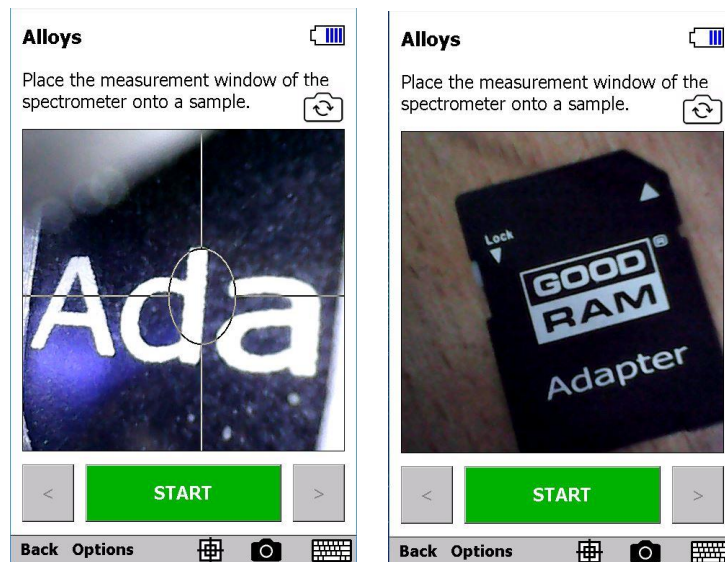 Alloys
Place the measurement window of the
spectrometer onto a sample.
Ada
<
START
>
Back Options
Alloys
Place the measurement window of the
spectrometer onto a sample.
Lock
GOOD
RAM
®
Adapter
<
START
>
Back Options